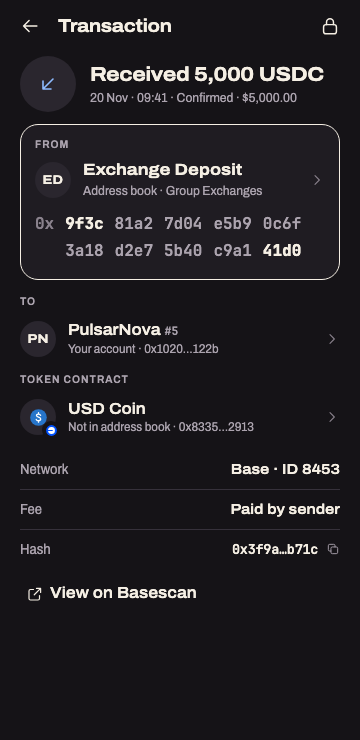 Transaction
Received 5,000 USDC
20 Nov · 09:41 · Confirmed · $5,000.00
FROM
ED
Exchange Deposit
Address book · Group Exchanges
0x 9f3c 81a2 7d04 e5b9 0c6f
3a18 d2e7 5b40 c9a1 41d0
TO
PN
PulsarNova #5
Your account · 0x1020…122b
TOKEN CONTRACT
$
USD Coin
Not in address book · 0x8335…2913
Network Base · ID 8453
Fee Paid by sender
Hash 0x3f9a…b71c
View on Basescan